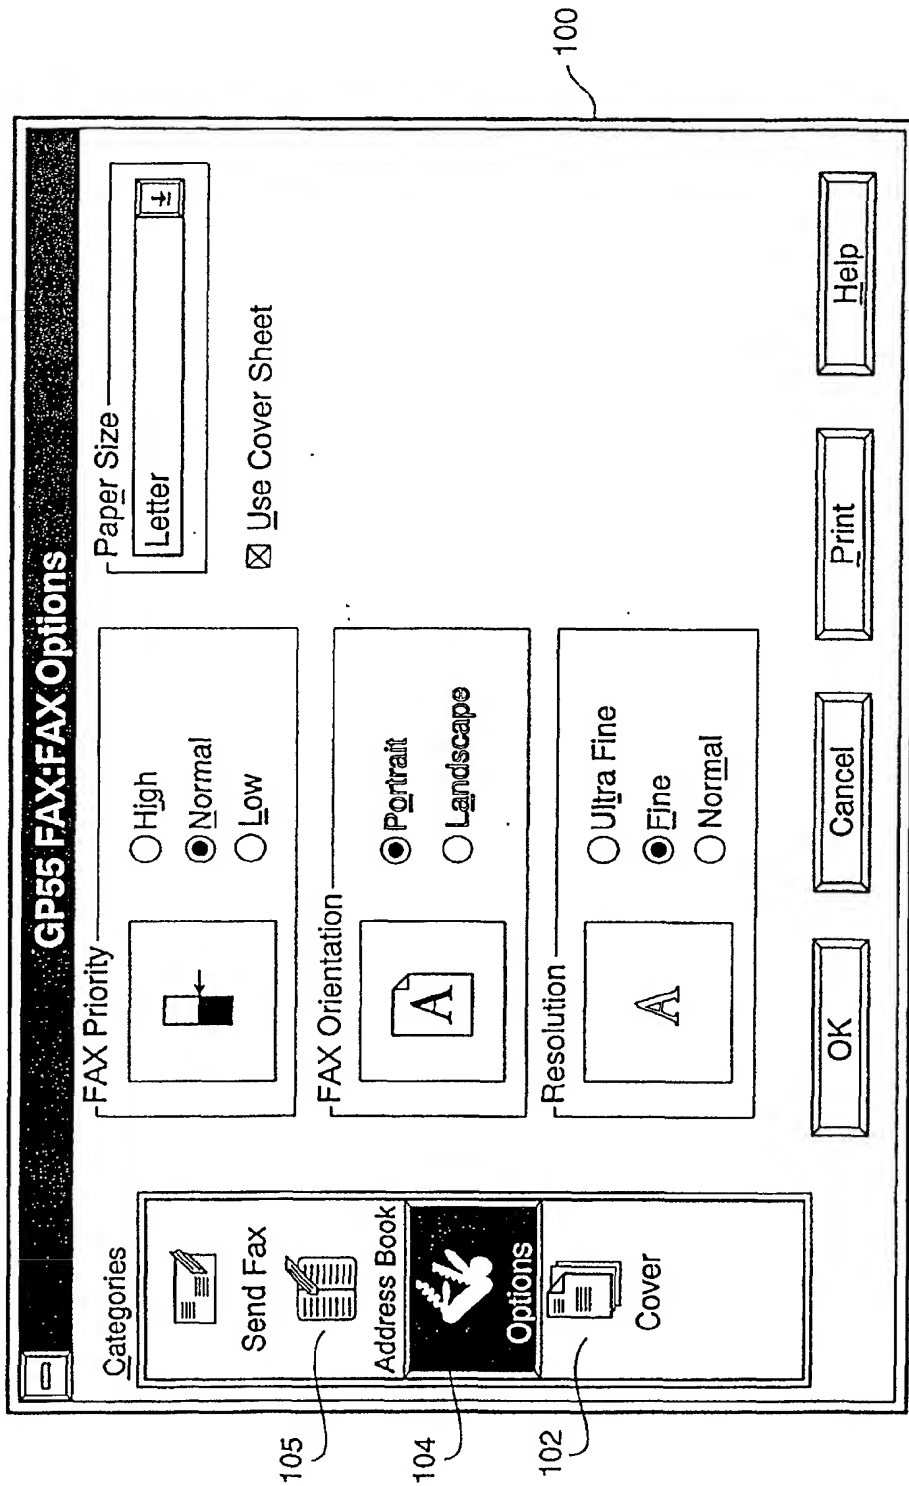 GP55 FAX:FAX Options
Categories
Send Fax
Address Book
Options
Cover
FAX Priority
High
Normal
Low
FAX Orientation
A
Portrait
Landscape
Resolution
A
Ultra Fine
Fine
Normal
Paper Size
Letter
Use Cover Sheet
OK
Cancel
Print
Help
100
105
104
102